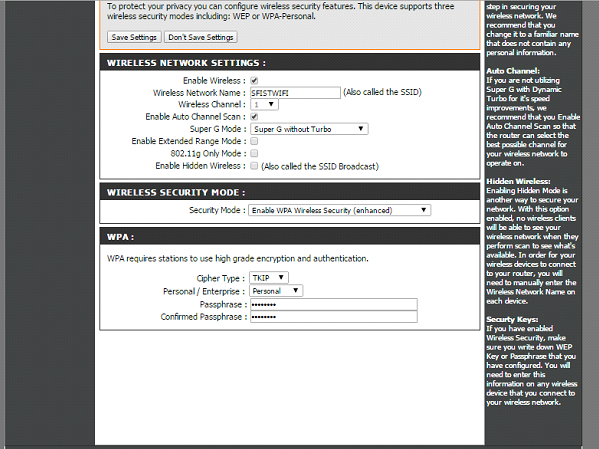 To protect your privacy you can configure wireless security features. This device supports three
wireless security modes including: WEP or WPA-Personal.
Save Settings Don't Save Settings
WIRELESS NETWORK SETTINGS :
Enable Wireless :
Wireless Network Name : SFISTWIFI (Also called the SSID)
Wireless Channel : 1
Enable Auto Channel Scan :
Super G Mode : Super G without Turbo
Enable Extended Range Mode :
802.11g Only Mode :
Enable Hidden Wireless : (Also called the SSID Broadcast)
WIRELESS SECURITY MODE :
Security Mode : Enable WPA Wireless Security (enhanced)
WPA :
WPA requires stations to use high grade encryption and authentication.
Cipher Type : TKIP
Personal / Enterprise : Personal
Passphrase : ••••••••
Confirmed Passphrase : ••••••••
step in securing your
wireless network. We
recommend that you
change it to a familiar name
that does not contain any
personal information.
Auto Channel:
If you are not utilizing
Super G with Dynamic
Turbo for it's speed
improvements, we
recommend that you Enable
Auto Channel Scan so that
the router can select the
best possible channel for
your wireless network to
operate on.
Hidden Wireless:
Enabling Hidden Mode is
another way to secure your
network. With this option
enabled, no wireless clients
will be able to see your
wireless network when they
perform scan to see what's
available. In order for your
wireless devices to connect
to your router, you will
need to manually enter the
Wireless Network Name on
each device.
Securty Keys:
If you have enabled
Wireless Security, make
sure you write down WEP
Key or Passphrase that you
have configured. You will
need to enter this
information on any wireless
device that you connect to
your wireless network.